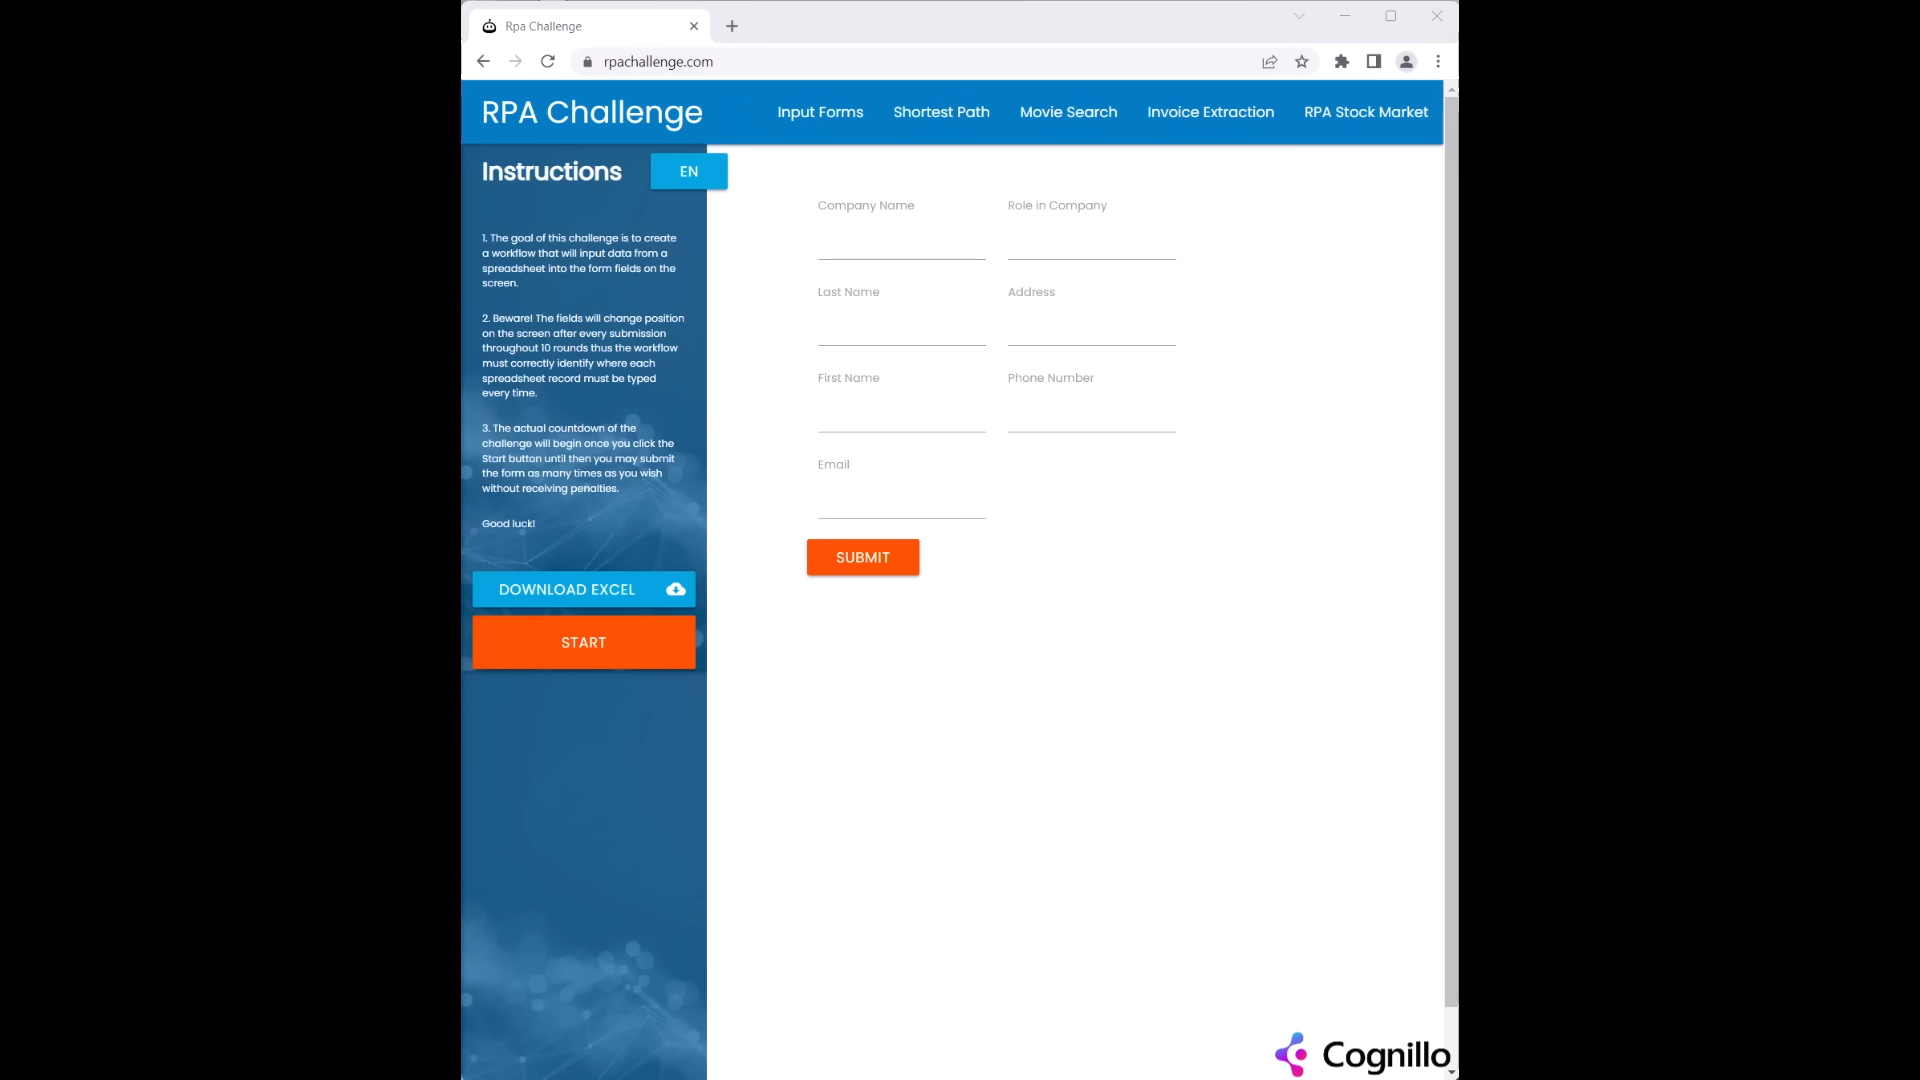 Rpa Challenge
rpachallenge.com
RPA Challenge
Input Forms
Shortest Path
Movie Search
Invoice Extraction
RPA Stock Market
Instructions
EN
1. The goal of this challenge is to create
a workflow that will input data from a
spreadsheet into the form fields on the
screen.
2. Beware! The fields will change position
on the screen after every submission
throughout 10 rounds thus the workflow
must correctly identify where each
spreadsheet record must be typed
every time.
3. The actual countdown of the
challenge will begin once you click the
Start button until then you may submit
the form as many times as you wish
without receiving penalties.
Good luck!
DOWNLOAD EXCEL
START
Company Name
Role in Company
Last Name
Address
First Name
Phone Number
Email
SUBMIT
Cognillo